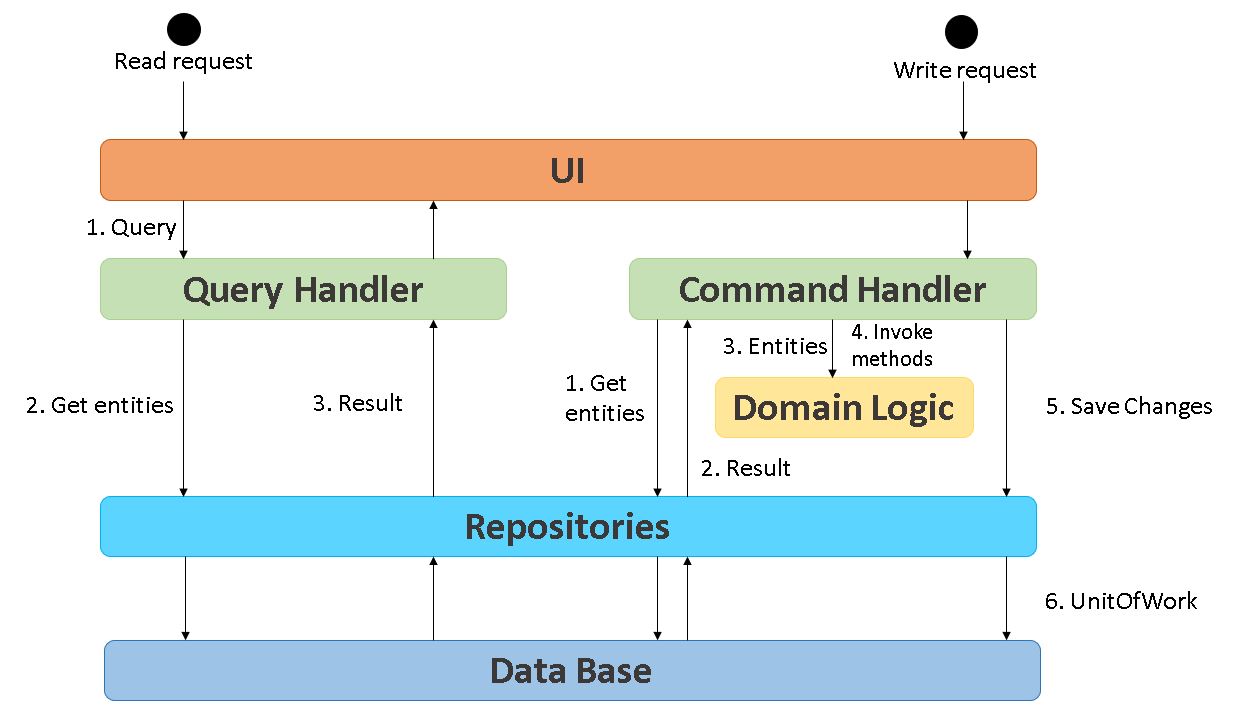 Read request
Write request
UI
1. Query
Query Handler
Command Handler
3. Entities
4. Invoke
methods
1. Get
entities
Domain Logic
2. Get entities
3. Result
5. Save Changes
2. Result
Repositories
6. UnitOfWork
Data Base